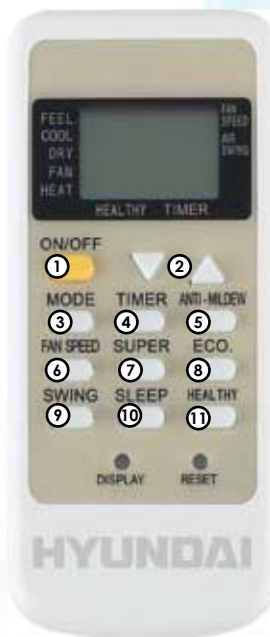 FEEL
COOL
DRY
FAN
HEAT
FAN
SPEED
AIR
SWING
HEALTHY TIMER
ON/OFF
1 2
MODE TIMER ANTI-MILDEW
3 4 5
FAN SPEED SUPER ECO.
6 7 8
SWING SLEEP HEALTHY
9 10 11
DISPLAY RESET
HYUNDAI